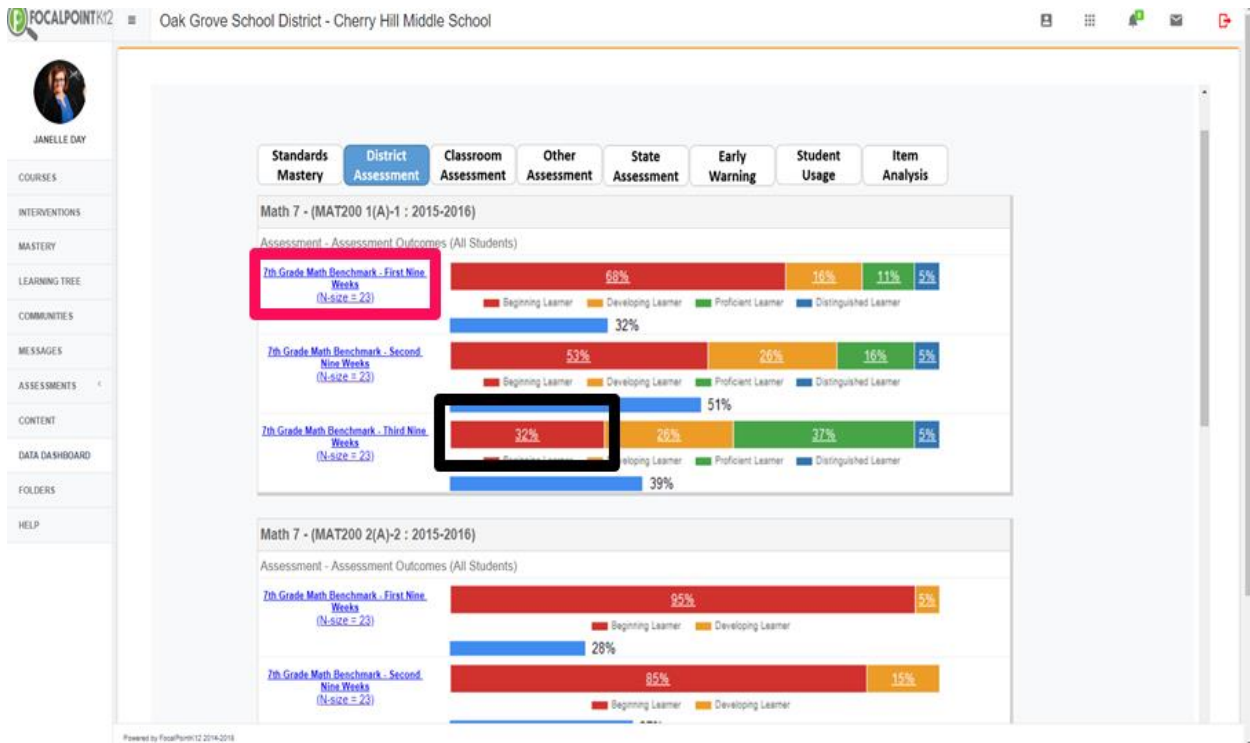 FOCALPOINTK12
Oak Grove School District - Cherry Hill Middle School
JANELLE DAY
COURSES
INTERVENTIONS
MASTERY
LEARNING TREE
COMMUNITIES
MESSAGES
ASSESSMENTS
CONTENT
DATA DASHBOARD
FOLDERS
HELP
Standards Mastery
District Assessment
Classroom Assessment
Other Assessment
State Assessment
Early Warning
Student Usage
Item Analysis
Math 7 - (MAT200 1(A)-1 : 2015-2016)
Assessment - Assessment Outcomes (All Students)
7th Grade Math Benchmark - First Nine
Weeks
(N-size = 23)
68% 16% 11% 5%
Beginning Learner Developing Learner Proficient Learner Distinguished Learner
32%
7th Grade Math Benchmark - Second
Nine Weeks
(N-size = 23)
53% 26% 16% 5%
Beginning Learner Developing Learner Proficient Learner Distinguished Learner
51%
7th Grade Math Benchmark - Third Nine
Weeks
(N-size = 23)
32% 26% 37% 5%
Learner Proficient Learner Distinguished Learner
39%
Math 7 - (MAT200 2(A)-2 : 2015-2016)
Assessment - Assessment Outcomes (All Students)
7th Grade Math Benchmark - First Nine
Weeks
(N-size = 23)
95% 5%
Beginning Learner Developing Learner
28%
7th Grade Math Benchmark - Second
Nine Weeks
(N-size = 23)
85% 15%
Beginning Learner Developing Learner
Powered by FocalPointK12 2014-2018